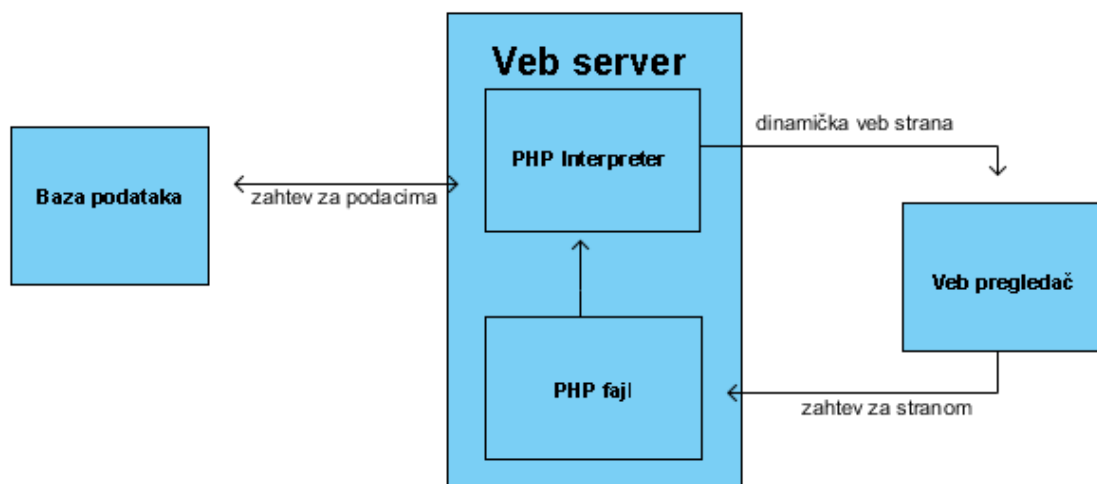 Veb server
PHP Interpreter
dinamička veb strana
Baza podataka
zahtev za podacima
Veb pregledač
PHP fajl
zahtev za stranom